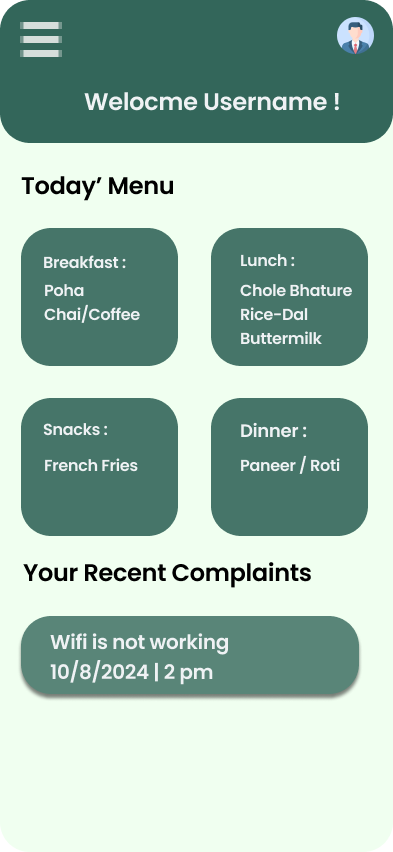 Welocme Username !
Today’ Menu
Breakfast :
Poha
Chai/Coffee
Lunch :
Chole Bhature
Rice-Dal
Buttermilk
Snacks :
French Fries
Dinner :
Paneer / Roti
Your Recent Complaints
Wifi is not working
10/8/2024 | 2 pm